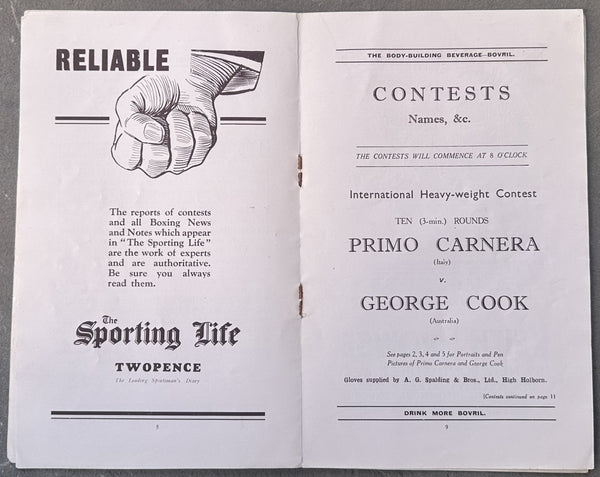 RELIABLE
The reports of contests
and all Boxing News
and Notes which appear
in "The Sporting Life"
are the work of experts
and are authoritative.
Be sure you always
read them.
The
Sporting Life
TWOPENCE
The Leading Sportsman's Diary
8
THE BODY-BUILDING BEVERAGE—BOVRIL.
CONTESTS
Names, &c.
THE CONTESTS WILL COMMENCE AT 8 O'CLOCK
International Heavy-weight Contest
TEN (3-min.) ROUNDS
PRIMO CARNERA
(Italy)
v.
GEORGE COOK
(Australia)
See pages 2, 3, 4 and 5 for Portraits and Pen
Pictures of Primo Carnera and George Cook
Gloves supplied by A. G. Spalding & Bros., Ltd., High Holborn.
[Contests continued on page 11
DRINK MORE BOVRIL.
9